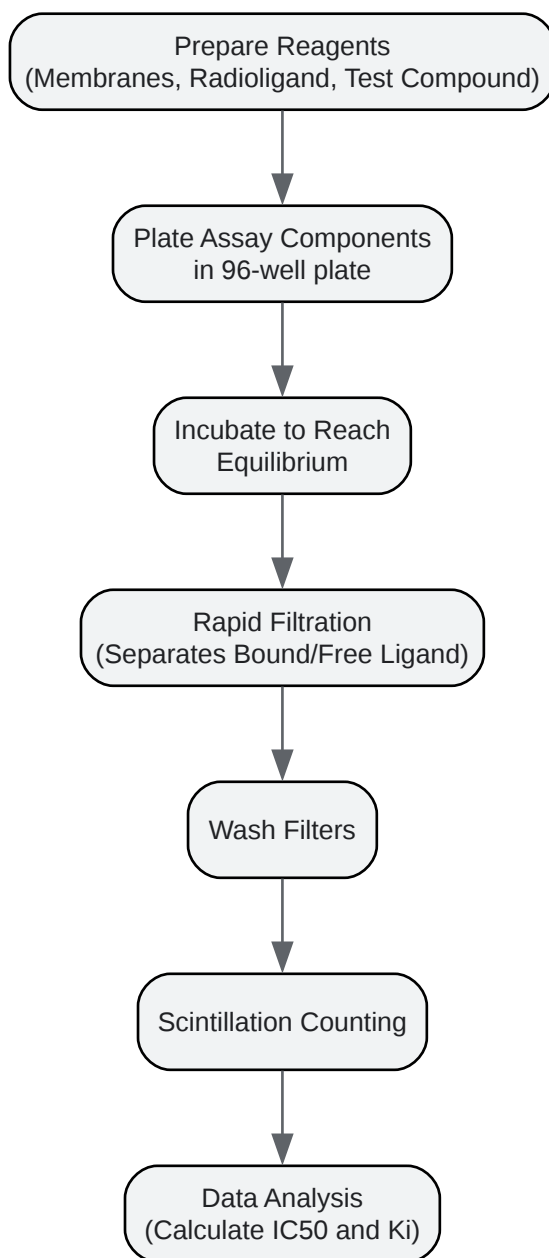 Prepare Reagents
(Membranes, Radioligand, Test Compound)
Plate Assay Components
in 96-well plate
Incubate to Reach
Equilibrium
Rapid Filtration
(Separates Bound/Free Ligand)
Wash Filters
Scintillation Counting
Data Analysis
(Calculate IC50 and Ki)